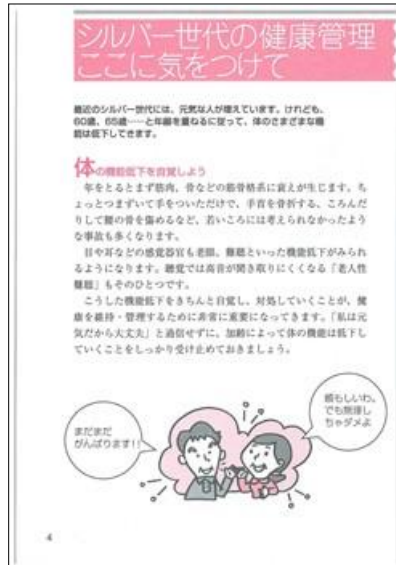 シルバー世代の健康管理
ここに気をつけて
最近のシルバー世代には、元気な人が増えています。けれども、
60歳、65歳……と年齢を重ねるに従って、体のさまざまな機
能は低下してきます。
体の機能低下を自覚しよう
年をとるとまず筋肉、骨などの筋骨格系に衰えが生じます。ち
ょっとつまずいて手をついただけで、手首を骨折する、ころんだ
りして腰の骨を傷めるなど、若いころには考えられなかったよう
な事故も多くなります。
目や耳などの感覚器官も老眼、難聴といった機能低下がみられ
るようになります。聴覚では高音が聞き取りにくくなる「老人性
難聴」もそのひとつです。
こうした機能低下をきちんと自覚し、対処していくことが、健
康を維持・管理するために非常に重要になってきます。「私は元
気だから大丈夫」と過信せずに、加齢によって体の機能は低下し
ていくことをしっかり受け止めておきましょう。
まだまだ
がんばります!!
頼もしいわ。
でも無理し
ちゃダメよ
4